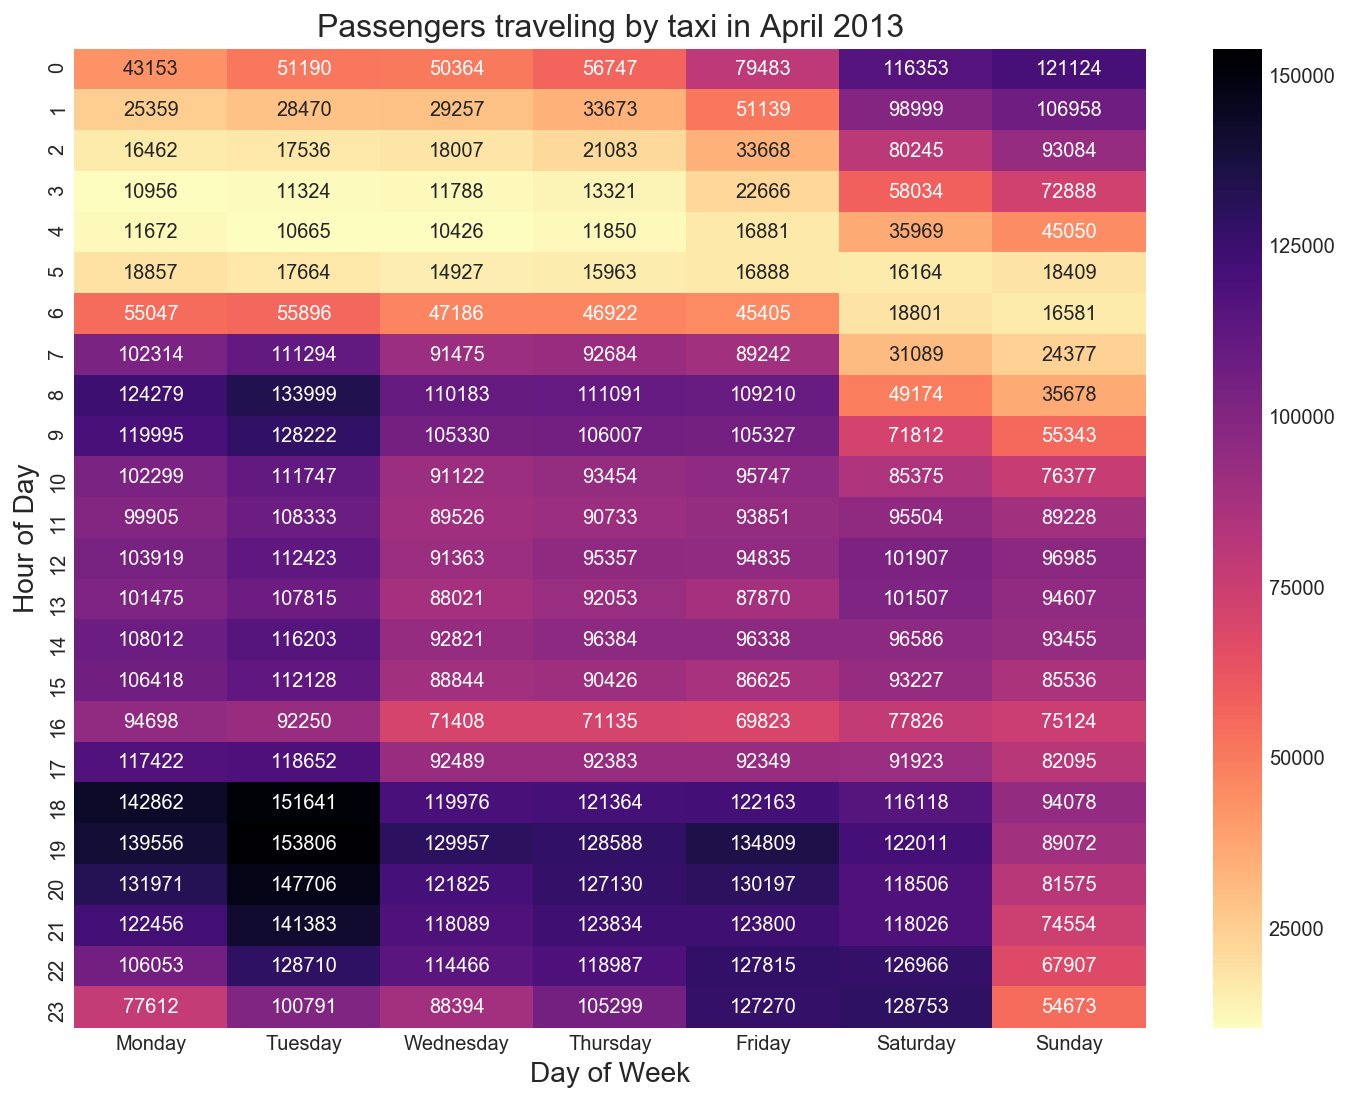 Passengers traveling by taxi in April 2013
0 43153 51190 50364 56747 79483 116353 121124
1 25359 28470 29257 33673 51139 98999 106958
2 16462 17536 18007 21083 33668 80245 93084
3 10956 11324 11788 13321 22666 58034 72888
4 11672 10665 10426 11850 16881 35969 45050
5 18857 17664 14927 15963 16888 16164 18409
6 55047 55896 47186 46922 45405 18801 16581
7 102314 111294 91475 92684 89242 31089 24377
8 124279 133999 110183 111091 109210 49174 35678
9 119995 128222 105330 106007 105327 71812 55343
10 102299 111747 91122 93454 95747 85375 76377
11 99905 108333 89526 90733 93851 95504 89228
12 103919 112423 91363 95357 94835 101907 96985
13 101475 107815 88021 92053 87870 101507 94607
14 108012 116203 92821 96384 96338 96586 93455
15 106418 112128 88844 90426 86625 93227 85536
16 94698 92250 71408 71135 69823 77826 75124
17 117422 118652 92489 92383 92349 91923 82095
18 142862 151641 119976 121364 122163 116118 94078
19 139556 153806 129957 128588 134809 122011 89072
20 131971 147706 121825 127130 130197 118506 81575
21 122456 141383 118089 123834 123800 118026 74554
22 106053 128710 114466 118987 127815 126966 67907
23 77612 100791 88394 105299 127270 128753 54673
Monday Tuesday Wednesday Thursday Friday Saturday Sunday
Day of Week
Hour of Day
150000
125000
100000
75000
50000
25000